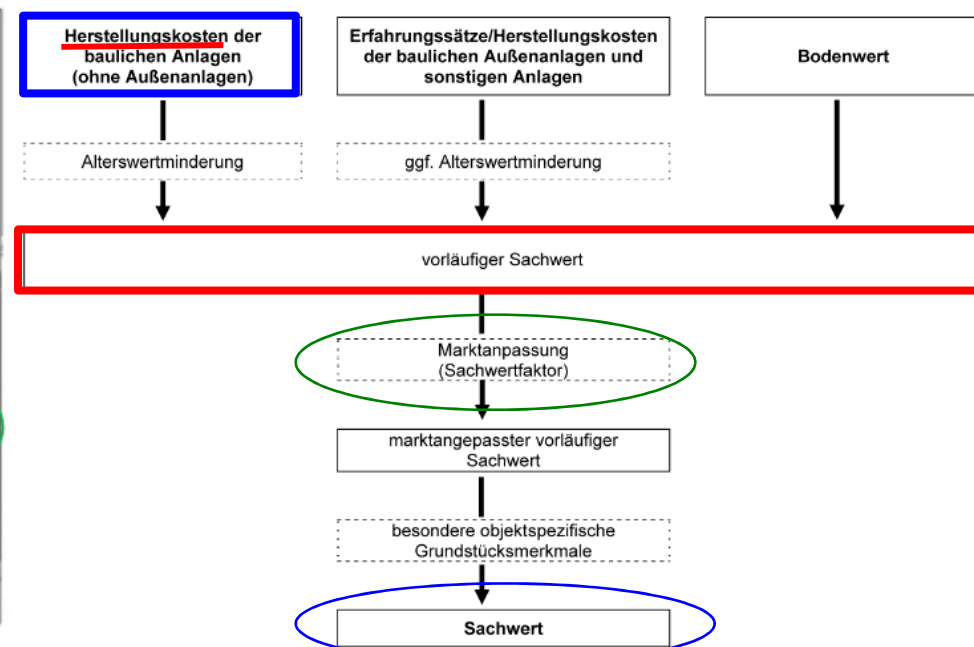 Herstellungskosten der
baulichen Anlagen
(ohne Außenanlagen)
Erfahrungssätze/Herstellungskosten
der baulichen Außenanlagen und
sonstigen Anlagen
Bodenwert
Alterswertminderung
ggf. Alterswertminderung
vorläufiger Sachwert
Marktanpassung
(Sachwertfaktor)
marktangepasster vorläufiger
Sachwert
besondere objektspezifische
Grundstücksmerkmale
Sachwert